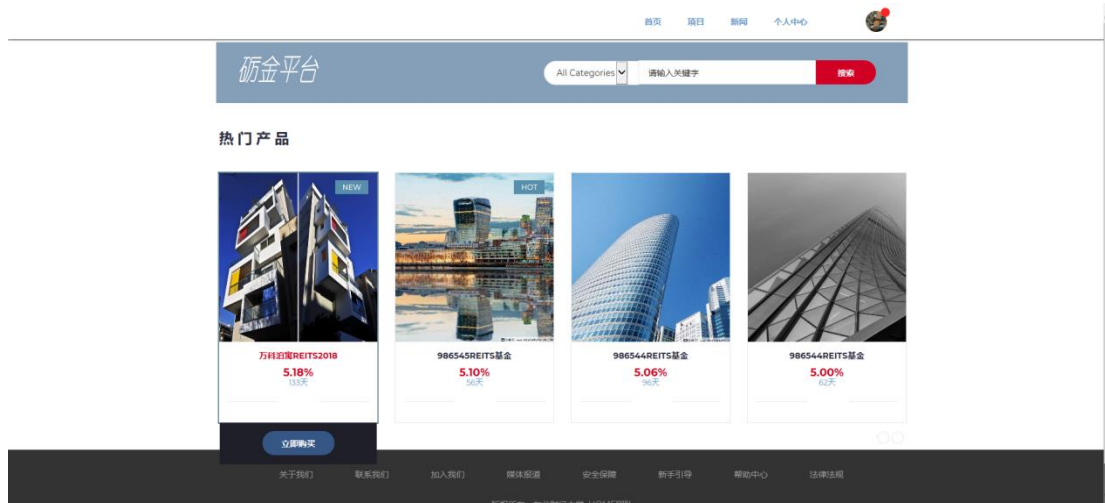 首页 项目 新闻 个人中心
砺金平台
All Categories 请输入关键字 搜索
热门产品
NEW HOT
万科泊寓REITS2018 986545REITS基金 986544REITS基金 986544REITS基金
5.18% 5.10% 5.06% 5.00%
133天 56天 96天 62天
立即购买
关于我们 联系我们 加入我们 媒体报道 安全保障 新手引导 帮助中心 法律法规